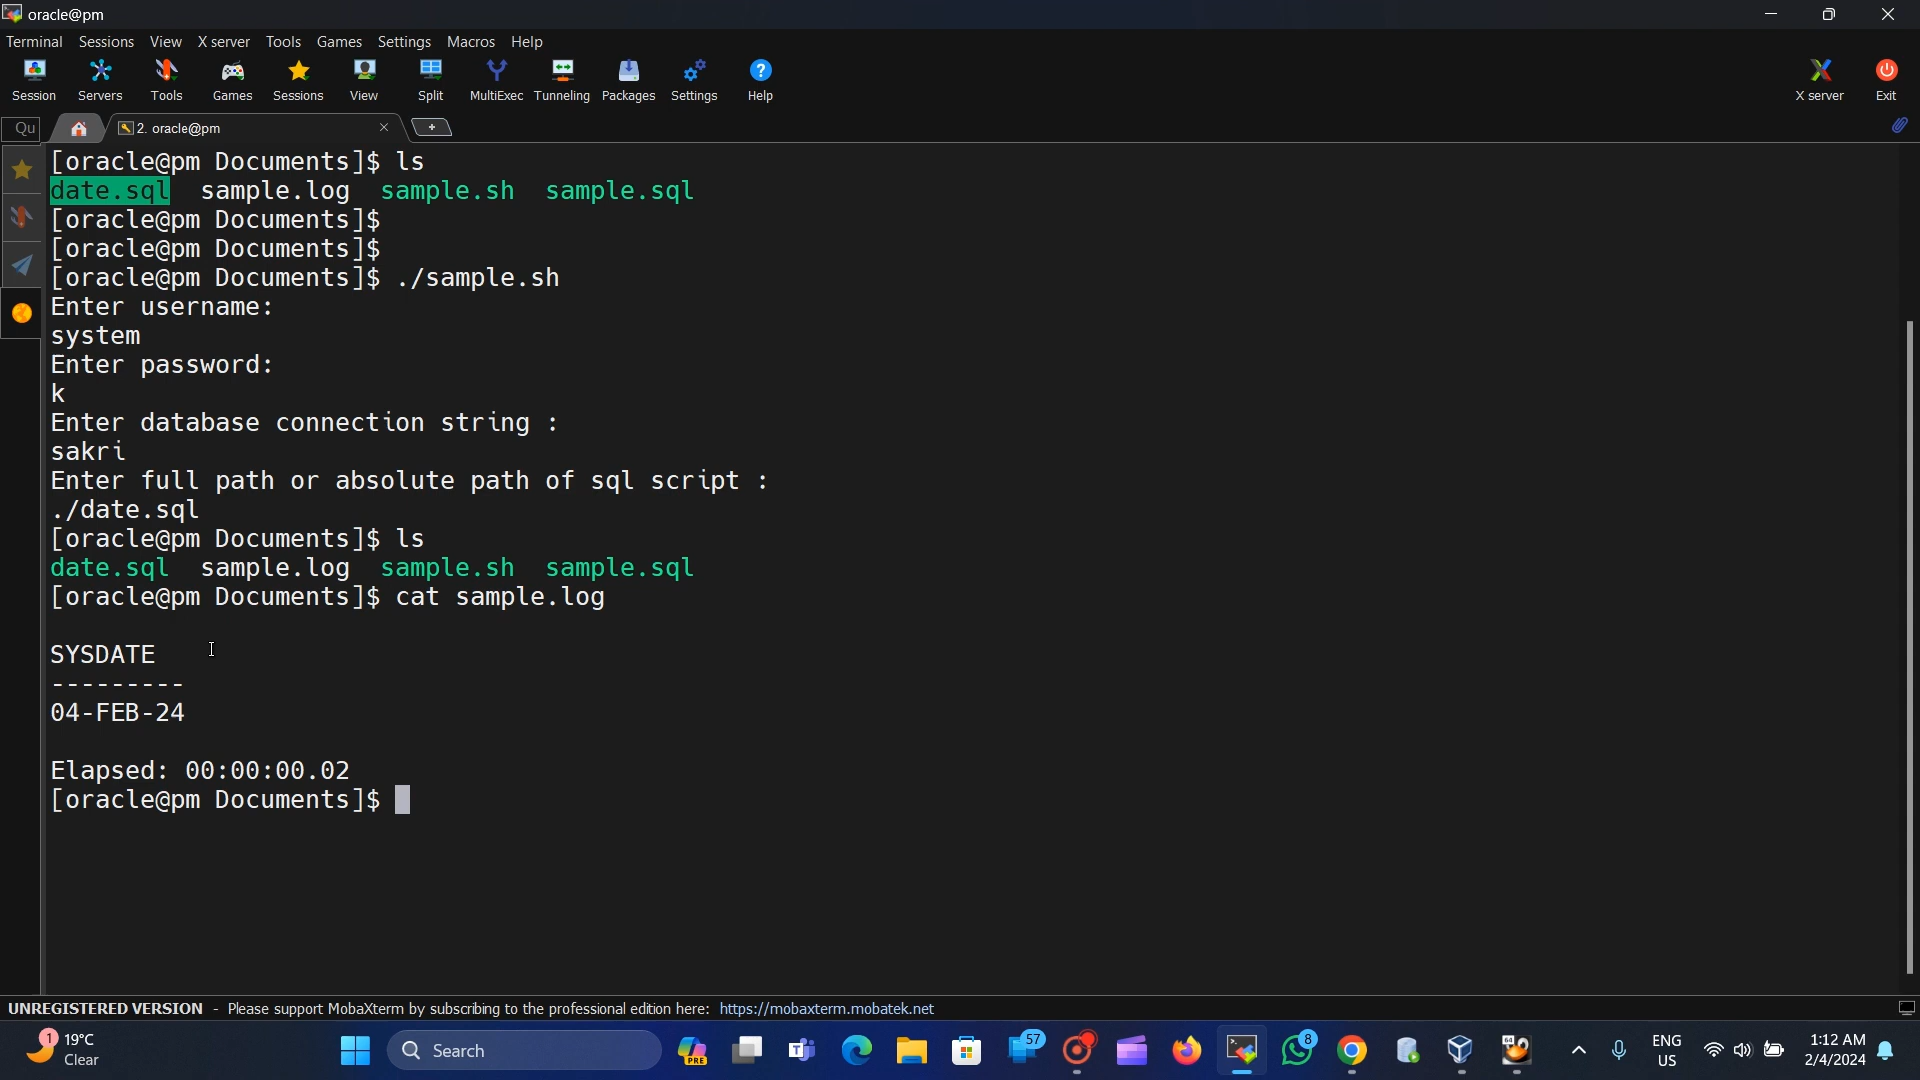 oracle@pm
Terminal Sessions View X server Tools Games Settings Macros Help
Session Servers Tools Games Sessions View Split MultiExec Tunneling Packages Settings Help X server Exit
Qu 2. oracle@pm
[oracle@pm Documents]$ ls
date.sql sample.log sample.sh sample.sql
[oracle@pm Documents]$
[oracle@pm Documents]$
[oracle@pm Documents]$ ./sample.sh
Enter username:
system
Enter password:
k
Enter database connection string :
sakri
Enter full path or absolute path of sql script :
./date.sql
[oracle@pm Documents]$ ls
date.sql sample.log sample.sh sample.sql
[oracle@pm Documents]$ cat sample.log
SYSDATE
---------
04-FEB-24
Elapsed: 00:00:00.02
[oracle@pm Documents]$
UNREGISTERED VERSION - Please support MobaXterm by subscribing to the professional edition here: https://mobaxterm.mobatek.net
1 19°C
Clear
Search
PRE
57
8
64
ENG
US
1:12 AM
2/4/2024